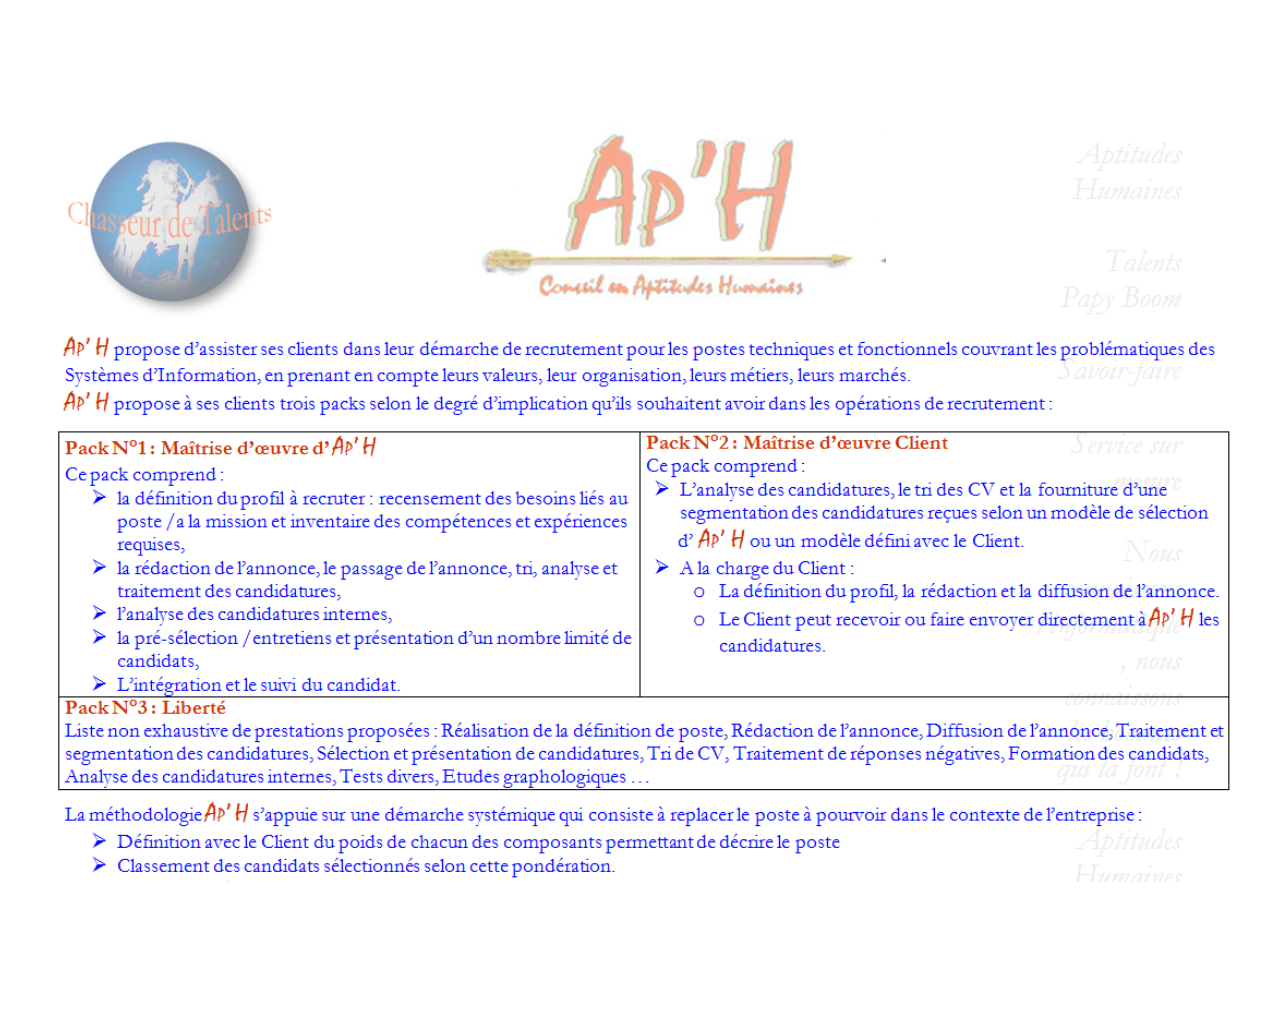 Chasseur de Talents
Ap'H
Conseil en Aptitudes Humaines
Aptitudes
Humaines
Talents
Papy Boom
Savoir-faire
Ap' H propose d'assister ses clients dans leur démarche de recrutement pour les postes techniques et fonctionnels couvrant les problématiques des
Systèmes d'Information, en prenant en compte leurs valeurs, leur organisation, leurs métiers, leurs marchés.
Ap' H propose à ses clients trois packs selon le degré d'implication qu'ils souhaitent avoir dans les opérations de recrutement :
Pack N°1 : Maîtrise d'œuvre d' Ap' H
Ce pack comprend :
➢ la définition du profil à recruter : recensement des besoins liés au
poste /a la mission et inventaire des compétences et expériences
requises,
➢ la rédaction de l'annonce, le passage de l'annonce, tri, analyse et
traitement des candidatures,
➢ l'analyse des candidatures internes,
➢ la pré-sélection / entretiens et présentation d'un nombre limité de
candidats,
➢ L'intégration et le suivi du candidat.
Pack N°2 : Maîtrise d'œuvre Client
Ce pack comprend :
➢ L'analyse des candidatures, le tri des CV et la fourniture d'une
segmentation des candidatures reçues selon un modèle de sélection
d' Ap' H ou un modèle défini avec le Client.
➢ A la charge du Client :
o La définition du profil, la rédaction et la diffusion de l'annonce.
o Le Client peut recevoir ou faire envoyer directement à Ap' H les
candidatures.
Service sur
mesure
Nous
l'informatique
, nous
connaissons
qui la font !
Pack N°3 : Liberté
Liste non exhaustive de prestations proposées : Réalisation de la définition de poste, Rédaction de l'annonce, Diffusion de l'annonce, Traitement et
segmentation des candidatures, Sélection et présentation de candidatures, Tri de CV, Traitement de réponses négatives, Formation des candidats,
Analyse des candidatures internes, Tests divers, Etudes graphologiques …
La méthodologie Ap' H s'appuie sur une démarche systémique qui consiste à replacer le poste à pourvoir dans le contexte de l'entreprise :
➢ Définition avec le Client du poids de chacun des composants permettant de décrire le poste
➢ Classement des candidats sélectionnés selon cette pondération.
Aptitudes
Humaines